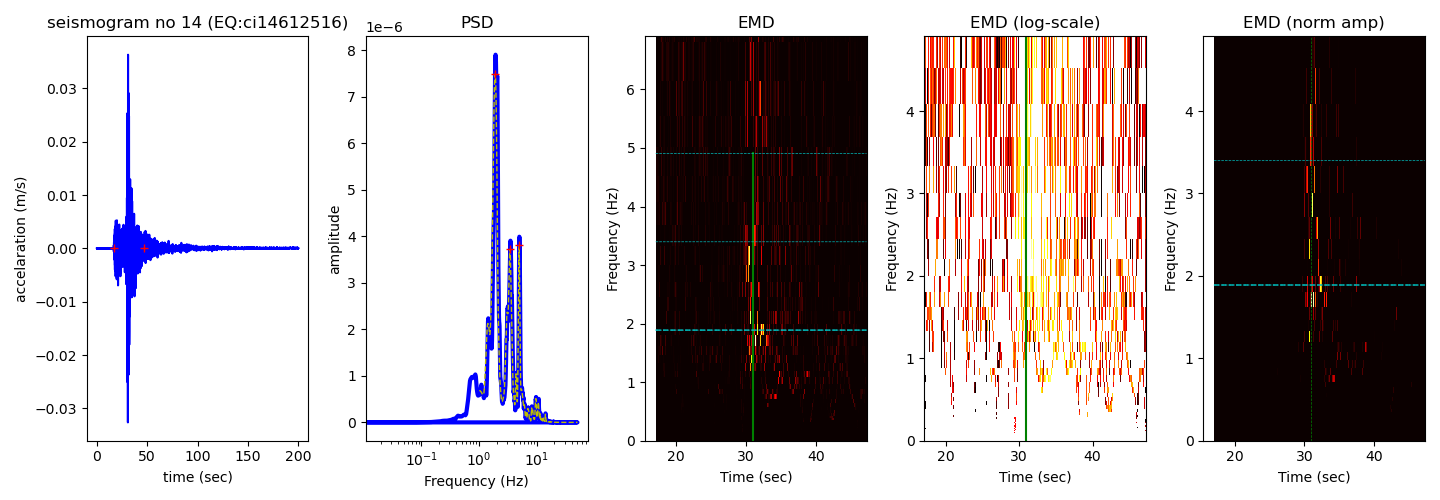 seismogram no 14 (EQ:ci14612516)
accelaration (m/s)
0.03
0.02
0.01
0.00
−0.01
−0.02
−0.03
0 50 100 150 200
time (sec)
PSD
1e−6
amplitude
8
7
6
5
4
3
2
1
0
10⁻¹ 10⁰ 10¹
Frequency (Hz)
EMD
Frequency (Hz)
6
5
4
3
2
1
0
20 30 40
Time (sec)
EMD (log-scale)
Frequency (Hz)
4
3
2
1
0
20 30 40
Time (sec)
EMD (norm amp)
Frequency (Hz)
4
3
2
1
0
20 30 40
Time (sec)